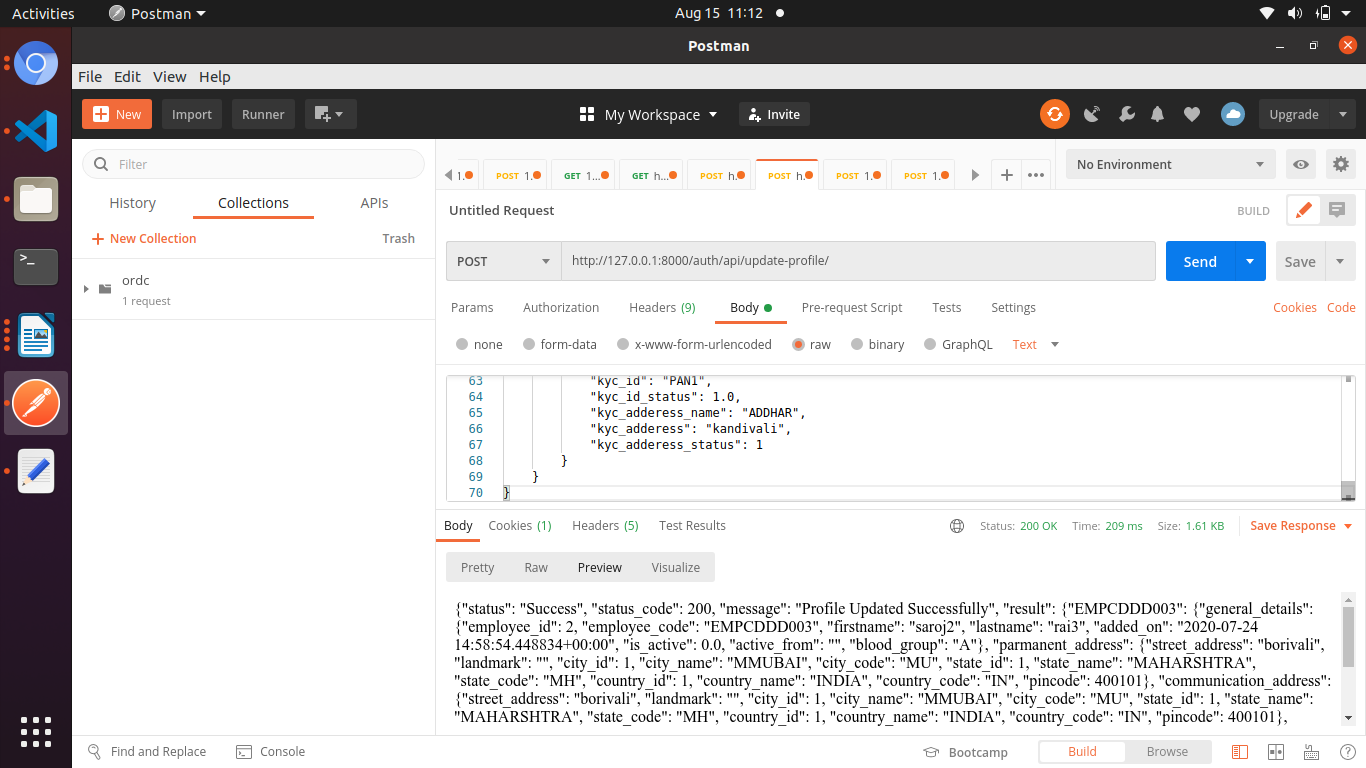 Activities
Postman
Aug 15 11:12
Postman
File Edit View Help
New
Import
Runner
My Workspace
Invite
Upgrade
Filter
History
Collections
APIs
New Collection
Trash
ordc
1 request
1.
POST 1.
GET 1...
GET h...
POST h.
POST h.
POST 1.
POST 1.
No Environment
Untitled Request
BUILD
POST
http://127.0.0.1:8000/auth/api/update-profile/
Send
Save
Params
Authorization
Headers (9)
Body
Pre-request Script
Tests
Settings
Cookies
Code
none
form-data
x-www-form-urlencoded
raw
binary
GraphQL
Text
63 "kyc_id": "PAN1",
64 "kyc_id_status": 1.0,
65 "kyc_adderess_name": "ADDHAR",
66 "kyc_adderess": "kandivali",
67 "kyc_adderess_status": 1
68 }
69 }
70 }
Body
Cookies (1)
Headers (5)
Test Results
Status: 200 OK
Time: 209 ms
Size: 1.61 KB
Save Response
Pretty
Raw
Preview
Visualize
{"status": "Success", "status_code": 200, "message": "Profile Updated Successfully", "result": {"EMPCDDD003": {"general_details":
{"employee_id": 2, "employee_code": "EMPCDDD003", "firstname": "saroj2", "lastname": "rai3", "added_on": "2020-07-24
14:58:54.448834+00:00", "is_active": 0.0, "active_from": "", "blood_group": "A"}, "parmanent_address": {"street_address": "borivali",
"landmark": "", "city_id": 1, "city_name": "MMUBAI", "city_code": "MU", "state_id": 1, "state_name": "MAHARSHTRA",
"state_code": "MH", "country_id": 1, "country_name": "INDIA", "country_code": "IN", "pincode": 400101}, "communication_address":
{"street_address": "borivali", "landmark": "", "city_id": 1, "city_name": "MMUBAI", "city_code": "MU", "state_id": 1, "state_name":
"MAHARSHTRA", "state_code": "MH", "country_id": 1, "country_name": "INDIA", "country_code": "IN", "pincode": 400101},
Find and Replace
Console
Bootcamp
Build
Browse